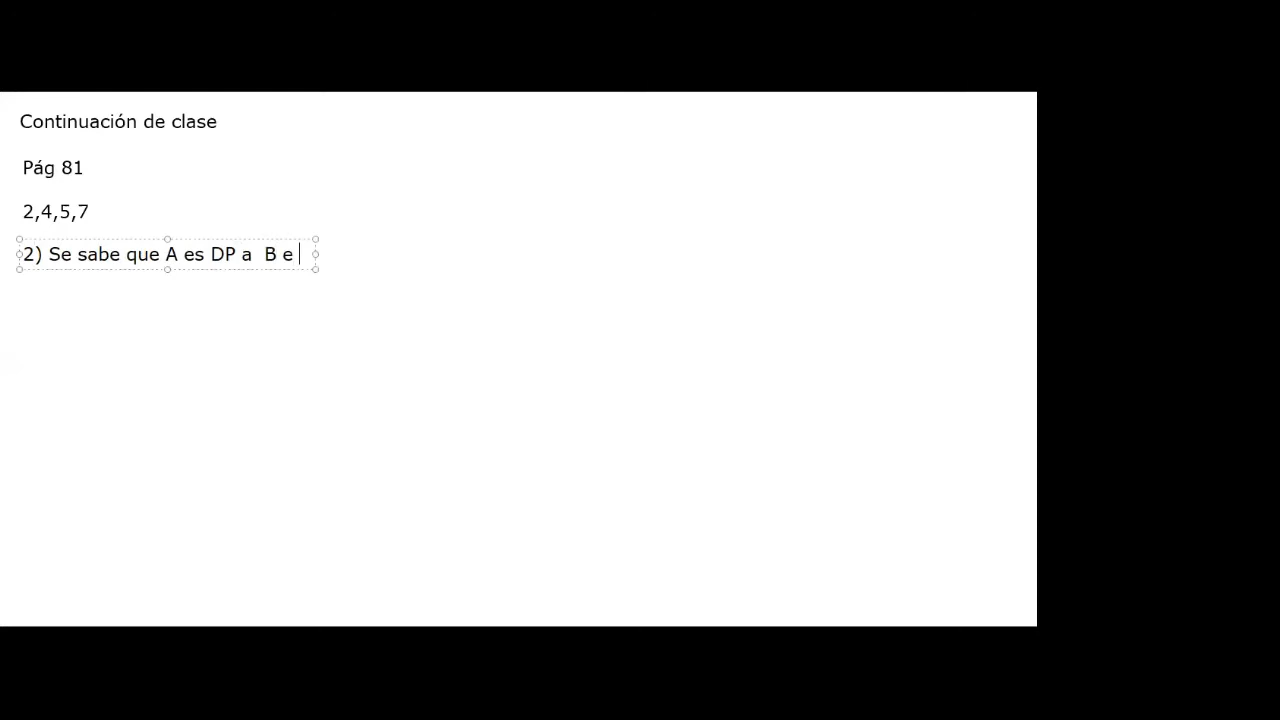 Continuación de clase
Pág 81
2,4,5,7
2) Se sabe que A es DP a  B e